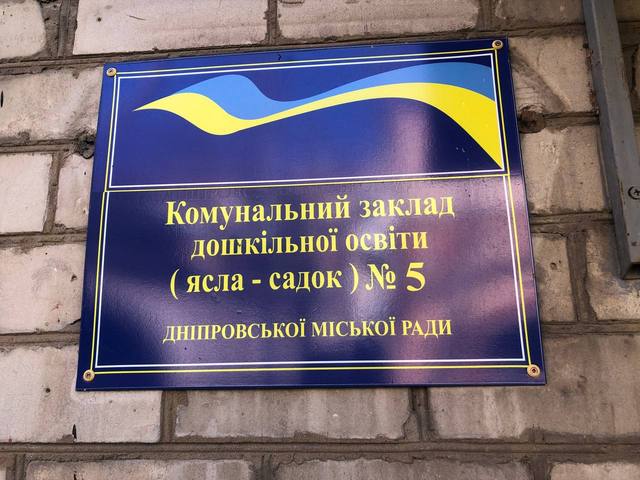 Комунальний заклад
дошкільної освіти
( ясла - садок ) № 5
ДНІПРОВСЬКОЇ МІСЬКОЇ РАДИ